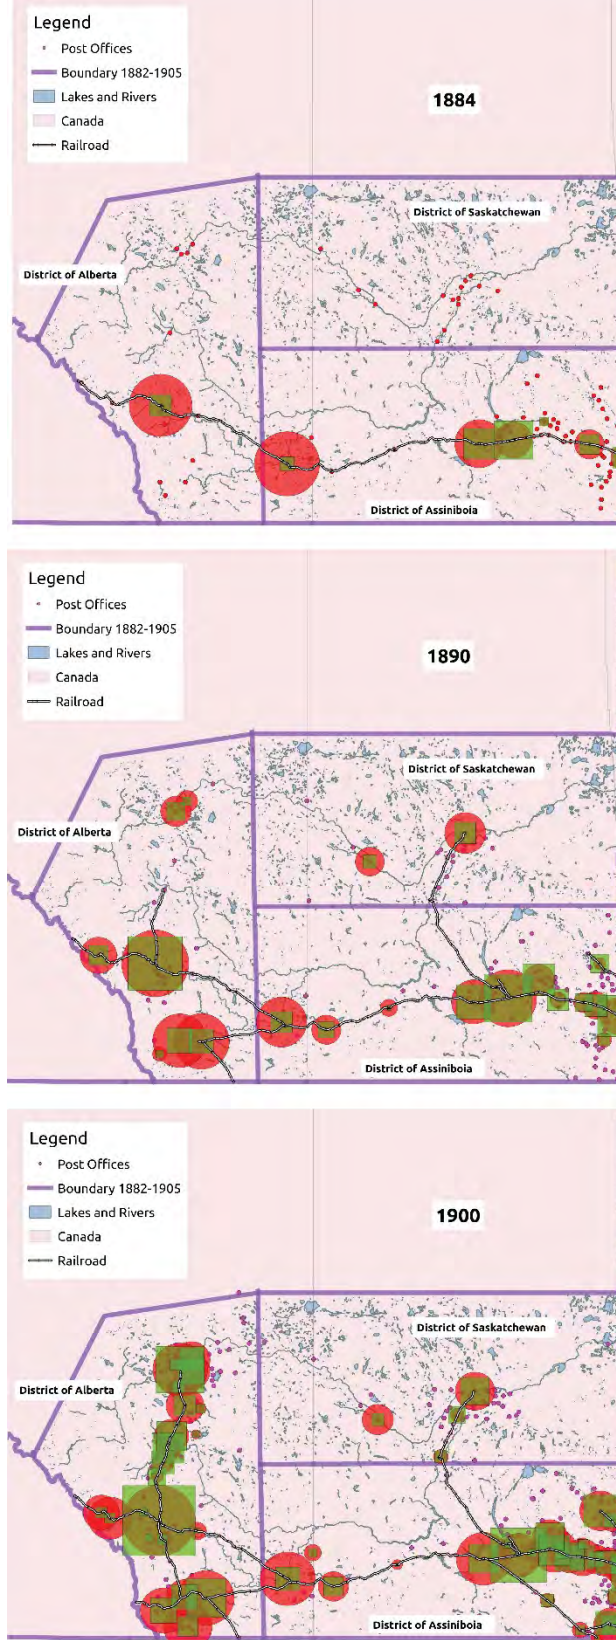 Legend
Post Offices
Boundary 1882-1905
Lakes and Rivers
Canada
Railroad
1884
District of Saskatchewan
District of Alberta
District of Assiniboia
Legend
Post Offices
Boundary 1882-1905
Lakes and Rivers
Canada
Railroad
1890
District of Saskatchewan
District of Alberta
District of Assiniboia
Legend
Post Offices
Boundary 1882-1905
Lakes and Rivers
Canada
Railroad
1900
District of Saskatchewan
District of Alberta
District of Assiniboia